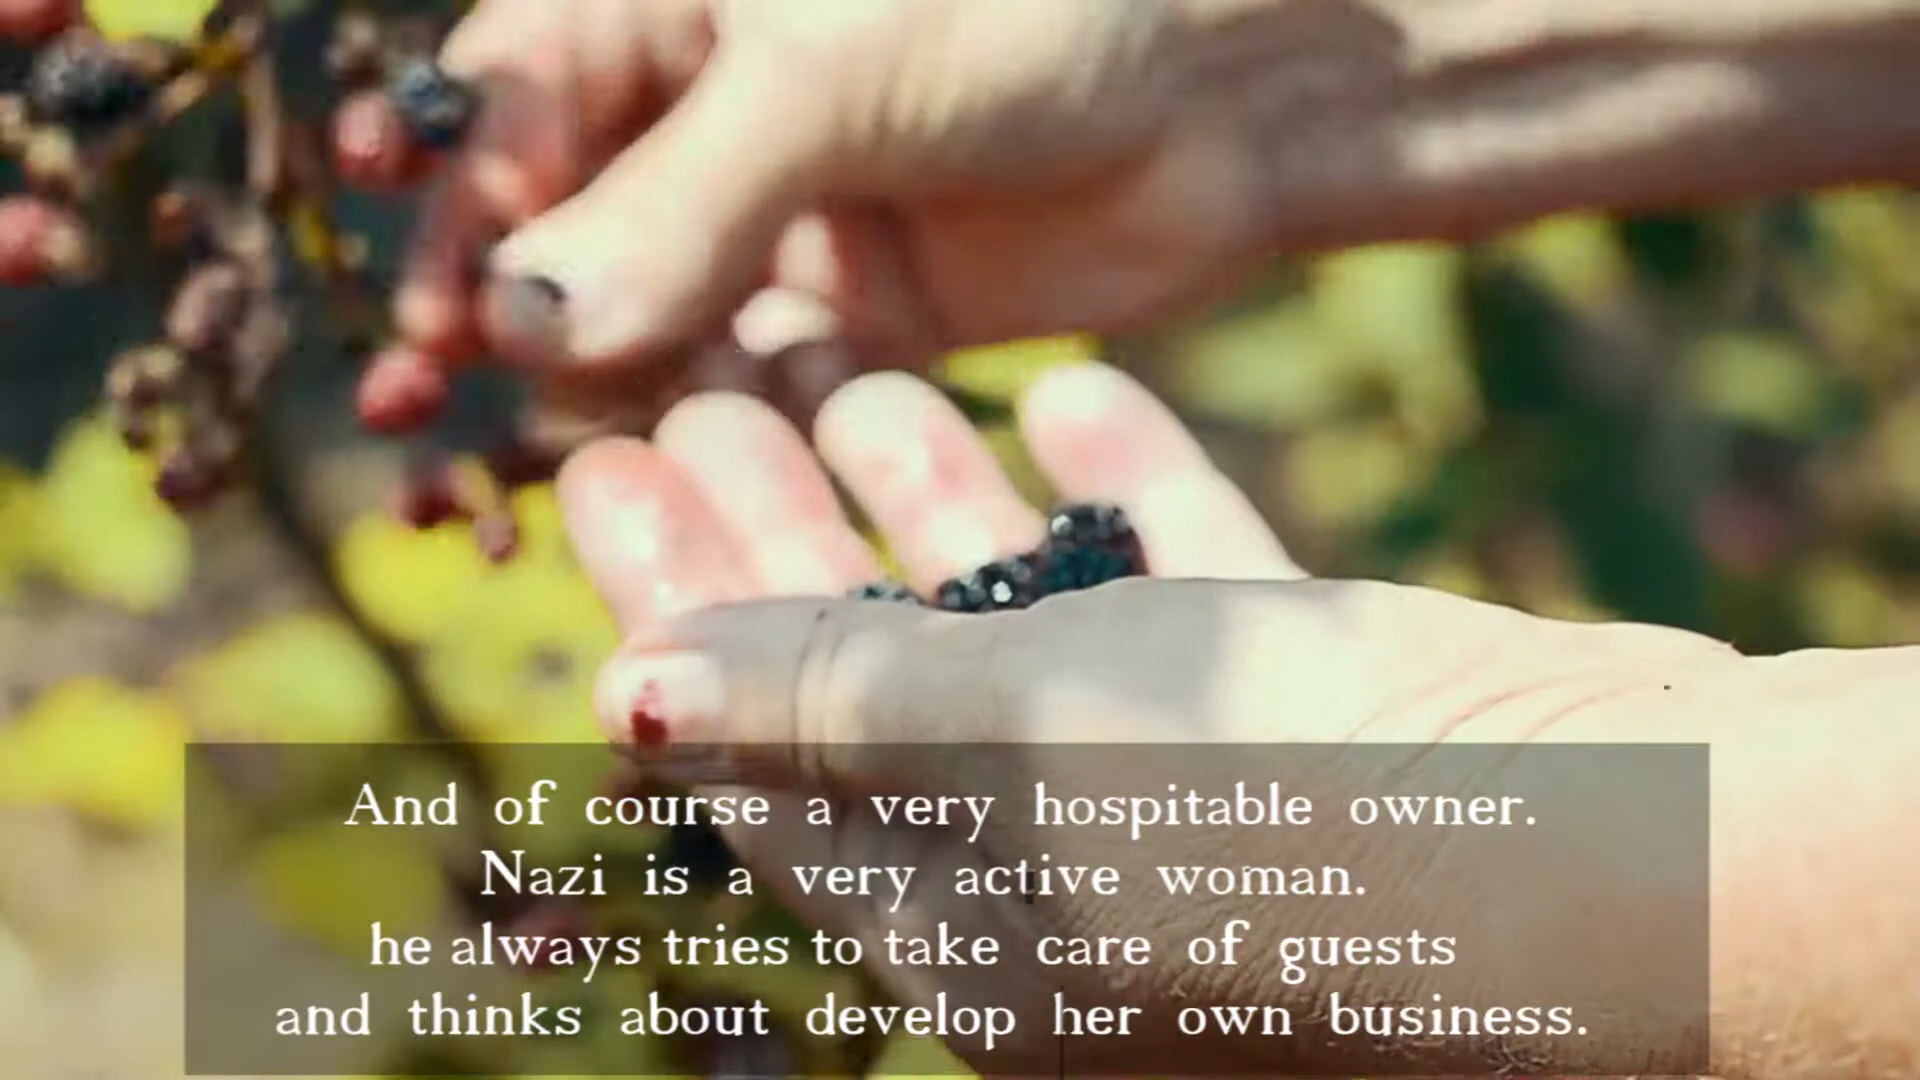 And of course a very hospitable owner.
Nazi is a very active woman.
he always tries to take care of guests
and thinks about develop her own business.